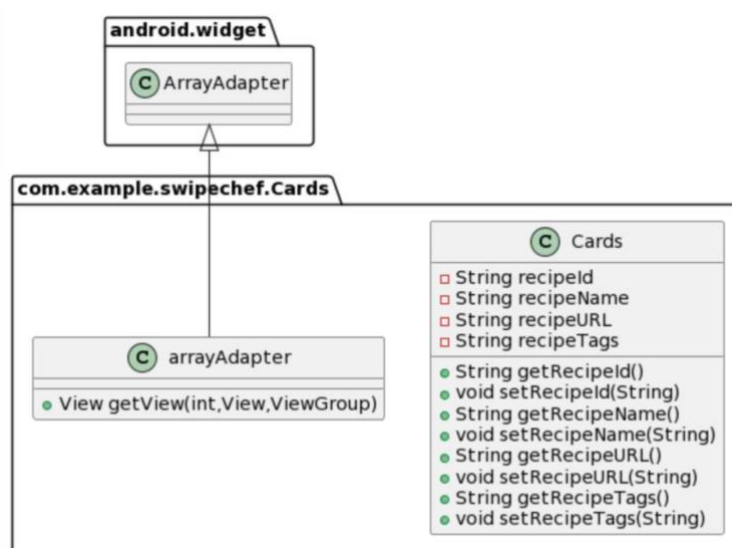 android.widget
C ArrayAdapter
com.example.swipechef.Cards
C arrayAdapter
View getView(int,View,ViewGroup)
C Cards
String recipeId
String recipeName
String recipeURL
String recipeTags
String getRecipeId()
void setRecipeId(String)
String getRecipeName()
void setRecipeName(String)
String getRecipeURL()
void setRecipeURL(String)
String getRecipeTags()
void setRecipeTags(String)